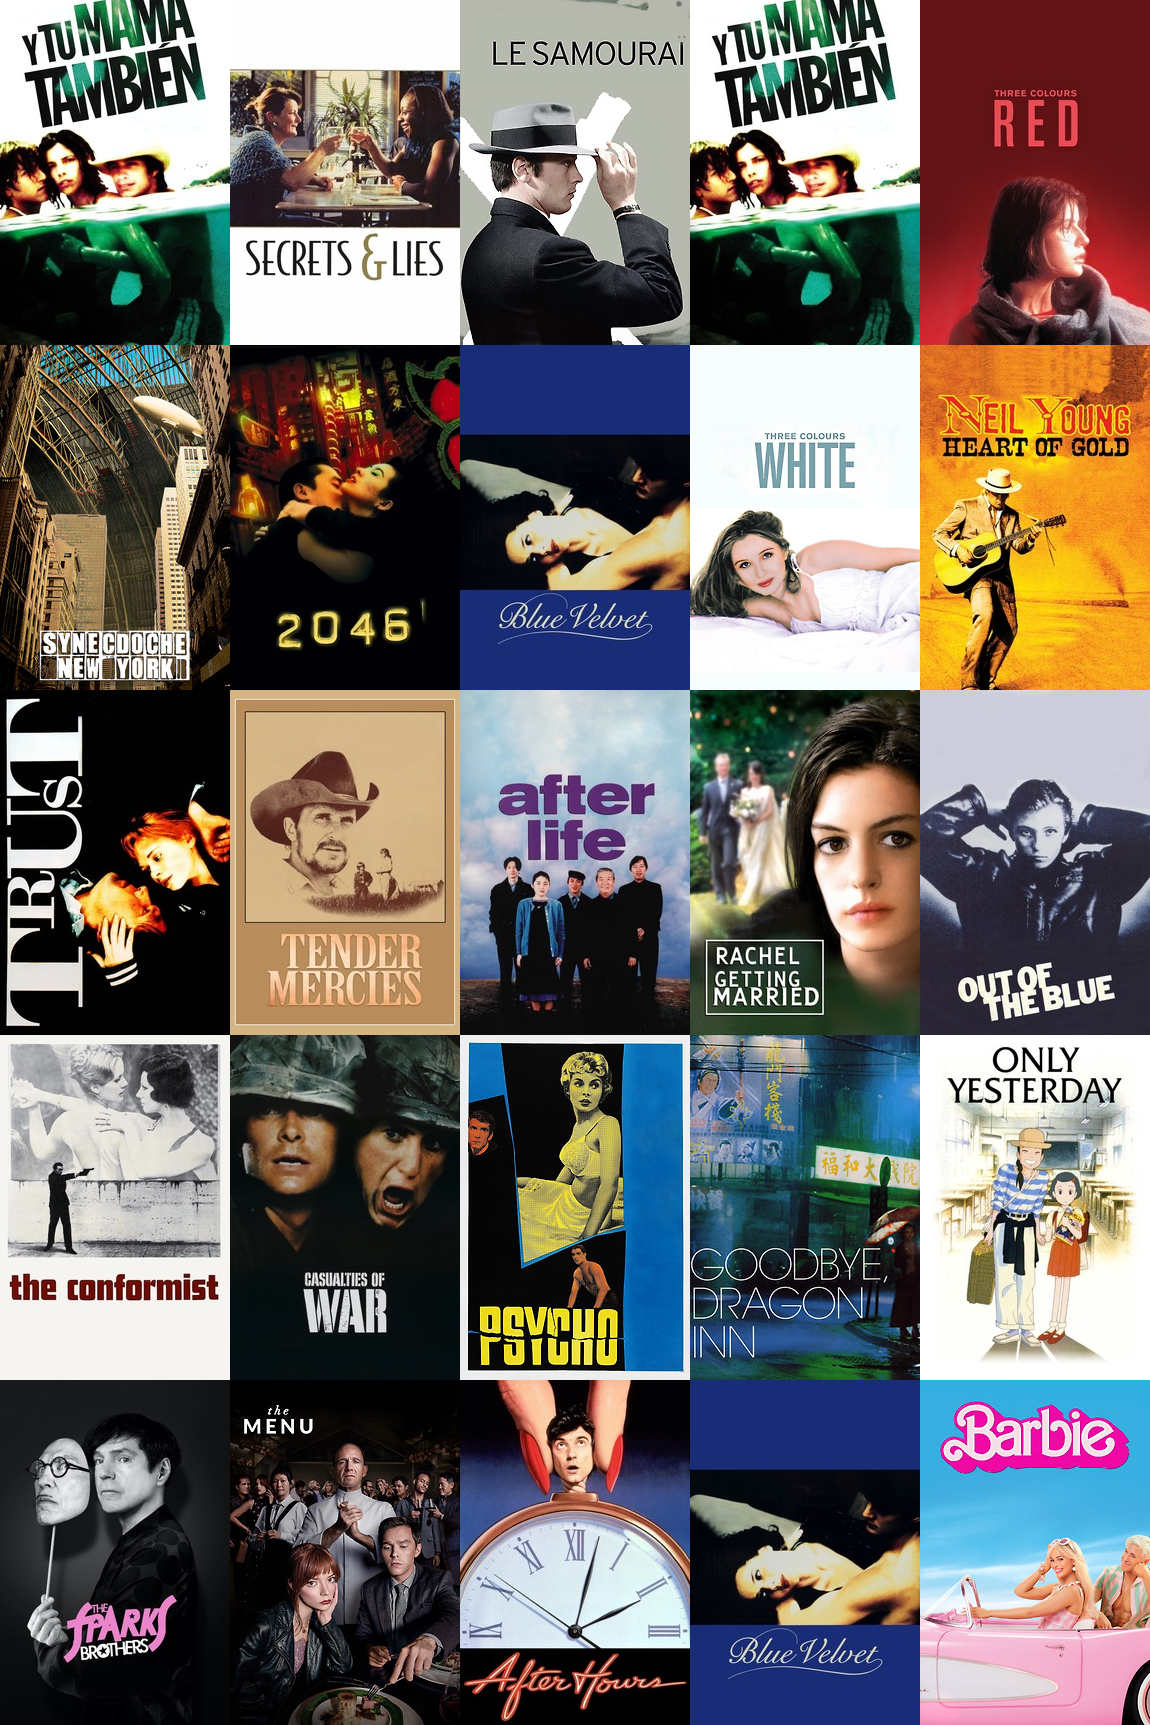 Y TU MAMA
TAMBIÉN
SECRETS & LIES
LE SAMOURAÏ
Y TU MAMA
TAMBIÉN
THREE COLOURS
RED
SYNECDOCHE
NEW YORK
2046
Blue Velvet
THREE COLOURS
WHITE
NEIL YOUNG
HEART OF GOLD
TRUST
TENDER
MERCIES
after
life
RACHEL
GETTING
MARRIED
OUT OF
THE BLUE
the conformist
CASUALTIES OF
WAR
PSYCHO
龍門客棧
福和大戲院
GOODBYE,
DRAGON
INN
ONLY
YESTERDAY
THE
SPARKS
BROTHERS
the
MENU
XII
After Hours
Blue Velvet
Barbie